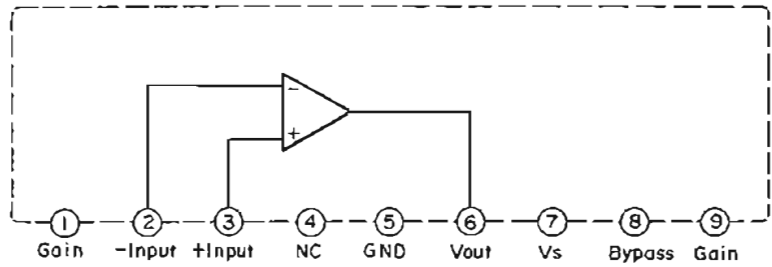 -
+
1 2 3 4 5 6 7 8 9
Gain -Input +Input NC GND Vout Vs Bypass Gain